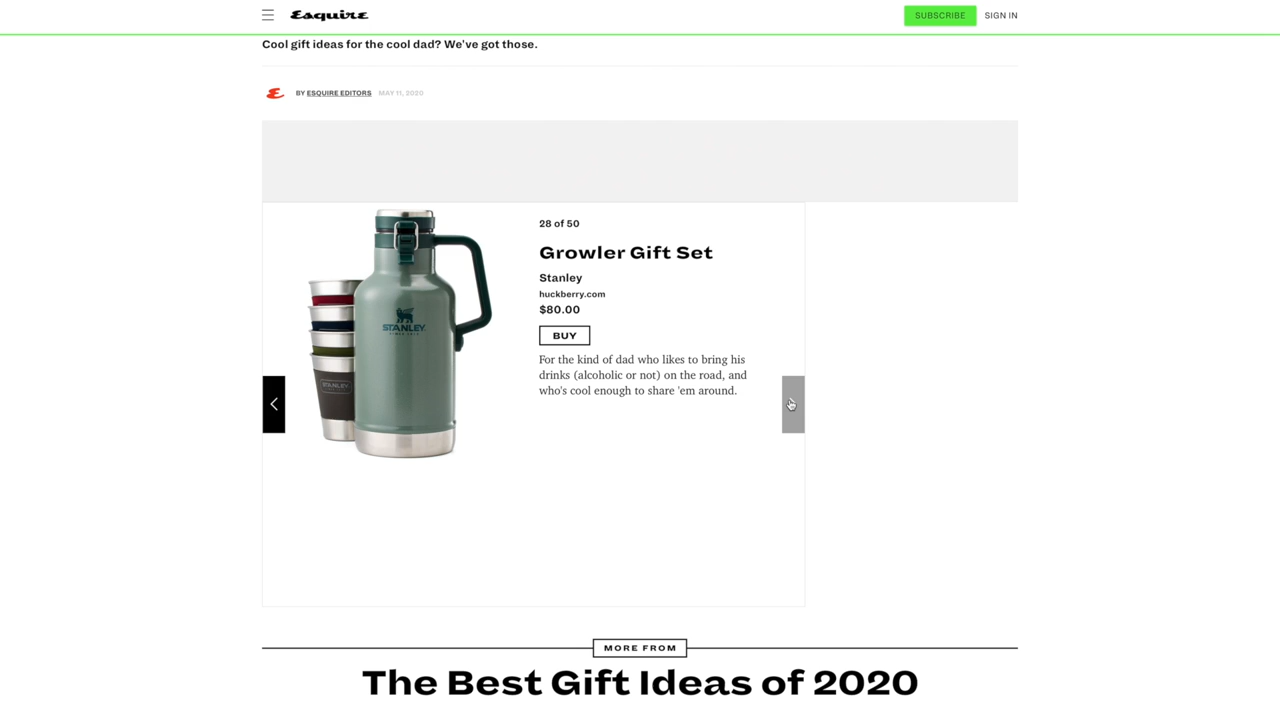 Esquire
SUBSCRIBE
SIGN IN
Cool gift ideas for the cool dad? We've got those.
BY ESQUIRE EDITORS MAY 11, 2020
28 of 50
Growler Gift Set
Stanley
huckberry.com
$80.00
BUY
For the kind of dad who likes to bring his
drinks (alcoholic or not) on the road, and
who's cool enough to share 'em around.
STANLEY
STANLEY
MORE FROM
The Best Gift Ideas of 2020